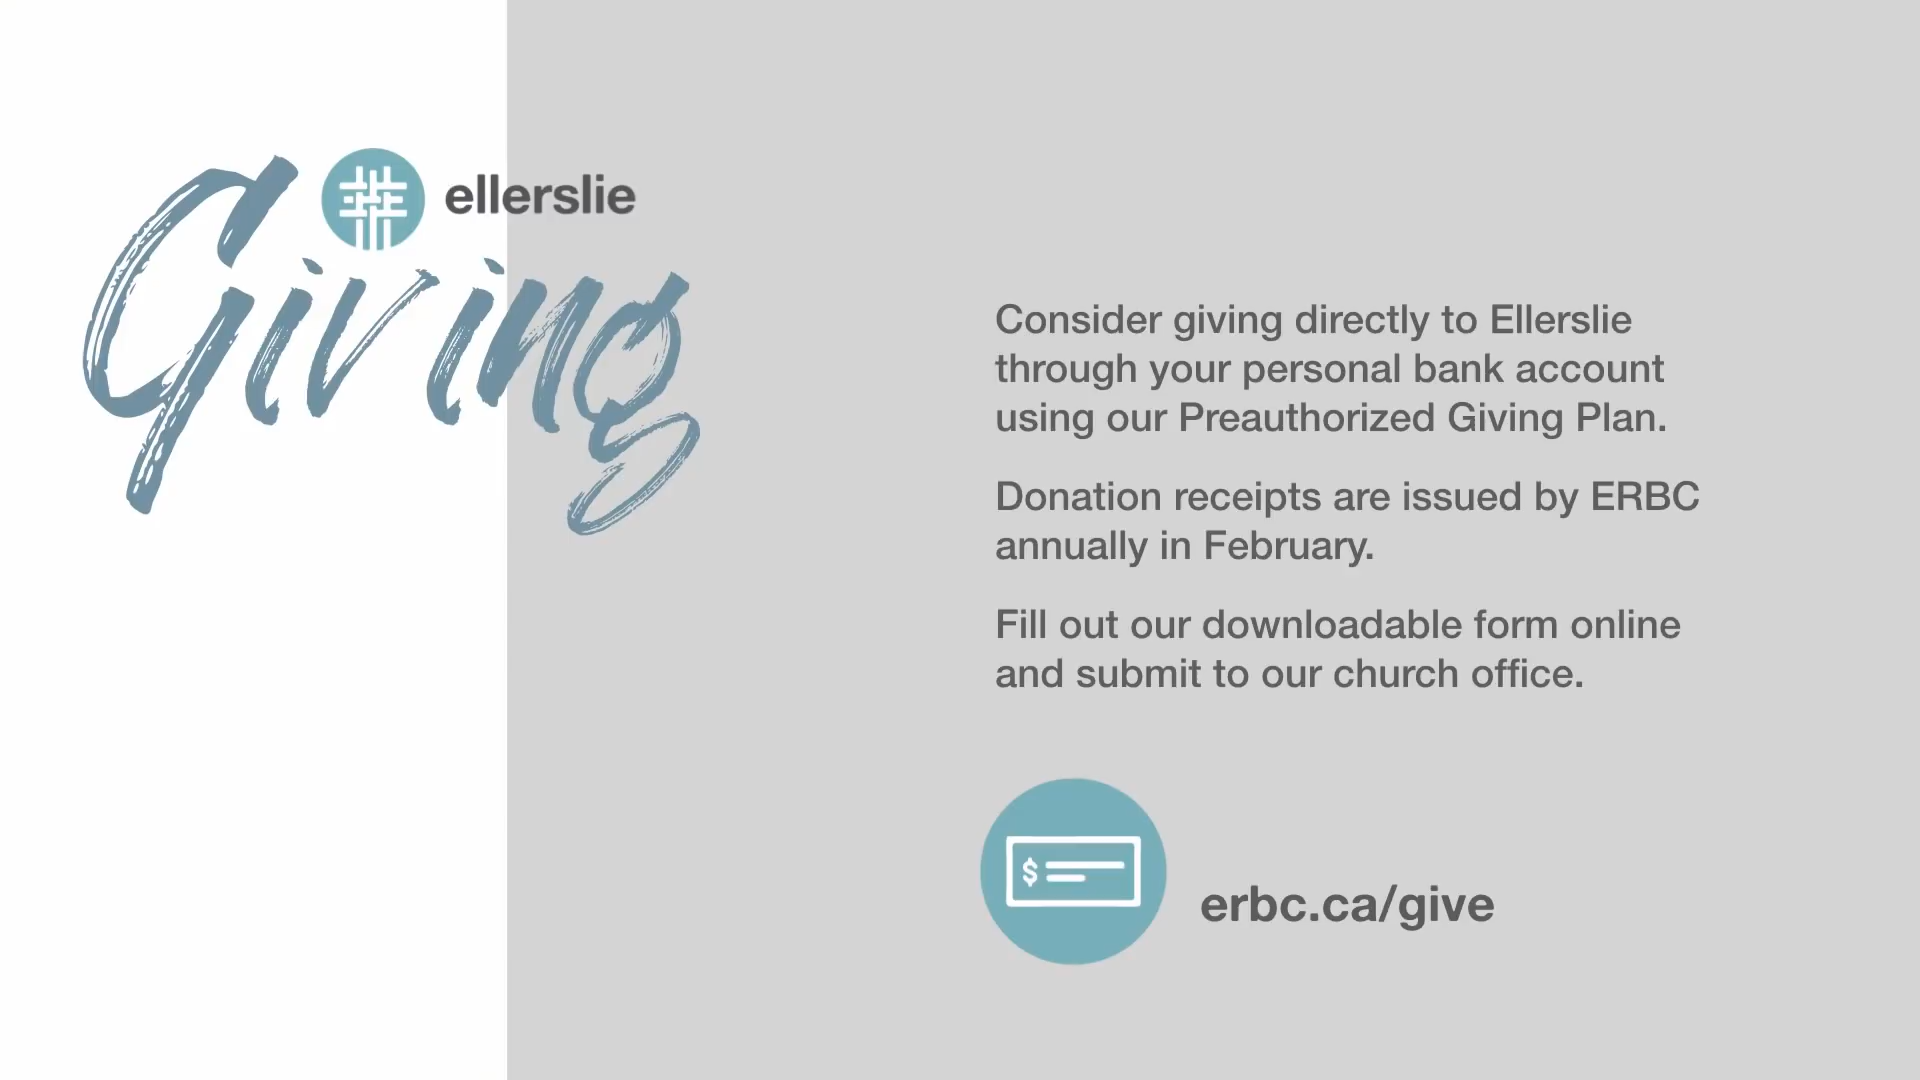 ellerslie
Giving
Consider giving directly to Ellerslie
through your personal bank account
using our Preauthorized Giving Plan.
Donation receipts are issued by ERBC
annually in February.
Fill out our downloadable form online
and submit to our church office.
$
erbc.ca/give